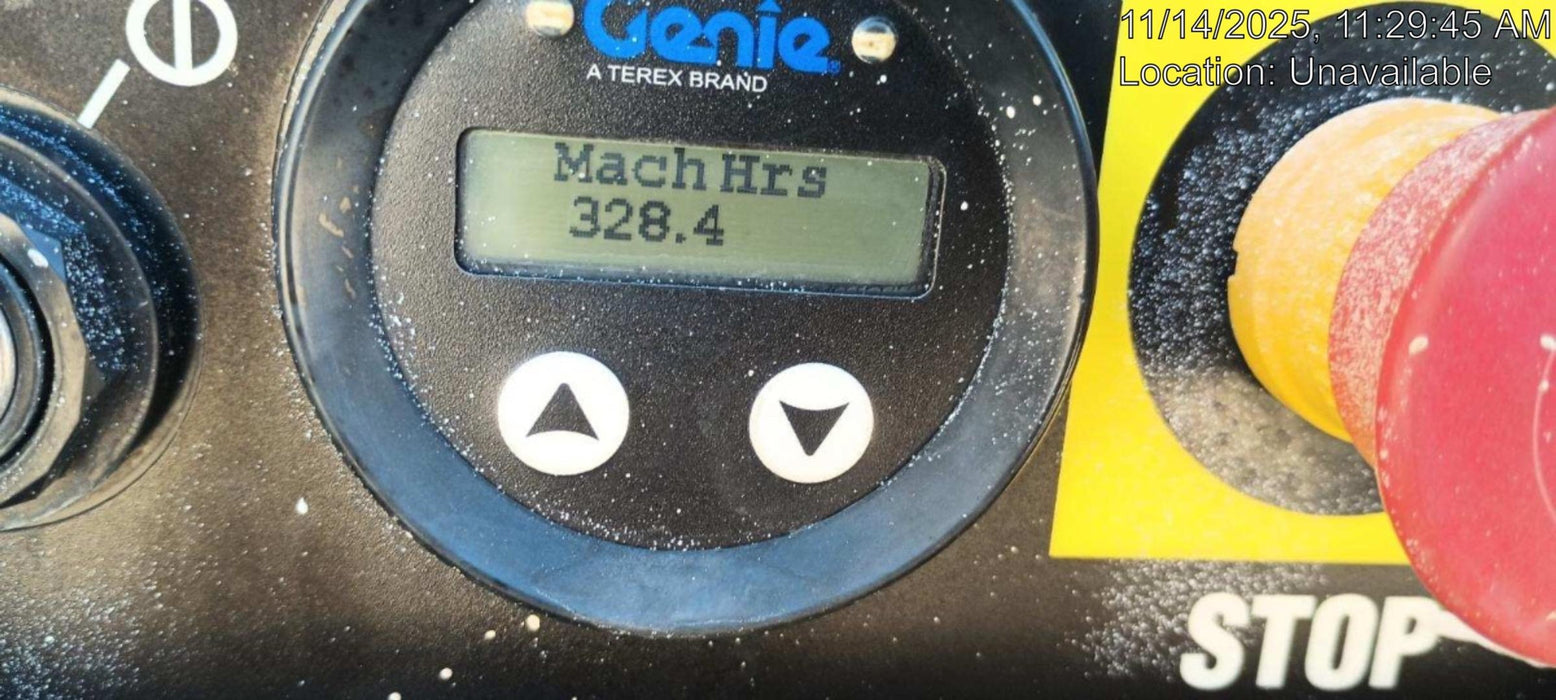 11/14/2025, 11:29:45 AM
Location: Unavailable
Genie
A TEREX BRAND
Mach Hrs
328.4
STOP